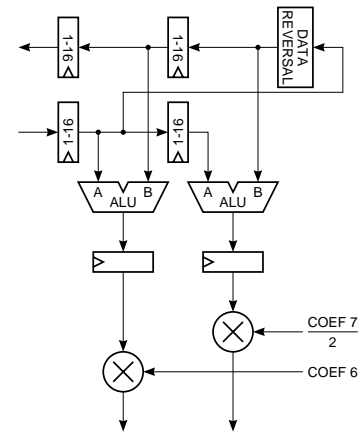 1-16
1-16
DATA
REVERSAL
1-16
1-16
A
B
ALU
A
B
ALU
COEF 7
2
COEF 6